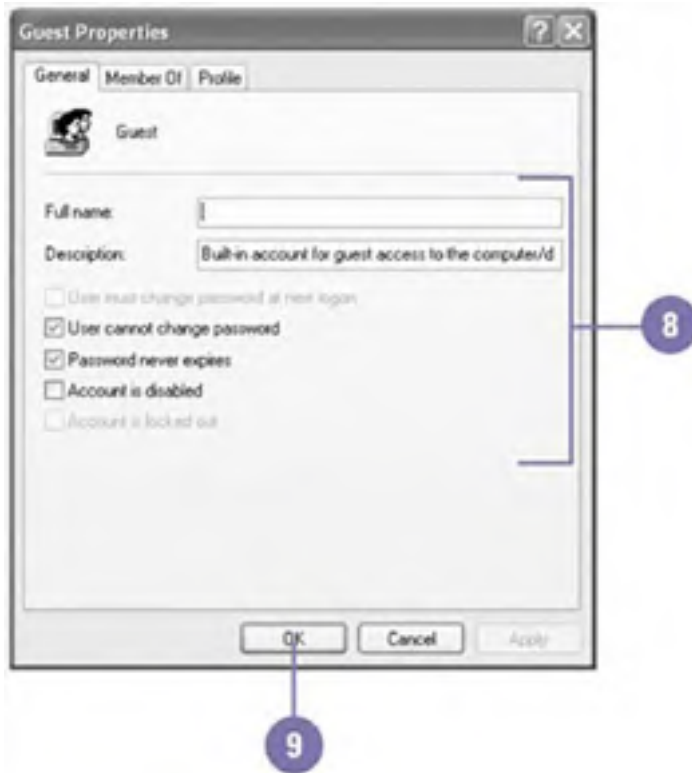 Guest Properties
General Member Of Profile
Guest
Full name:
Description: Built-in account for guest access to the computer/d
User must change password at next logon
User cannot change password
Password never expires
Account is disabled
Account is locked out
8
OK Cancel Apply
9